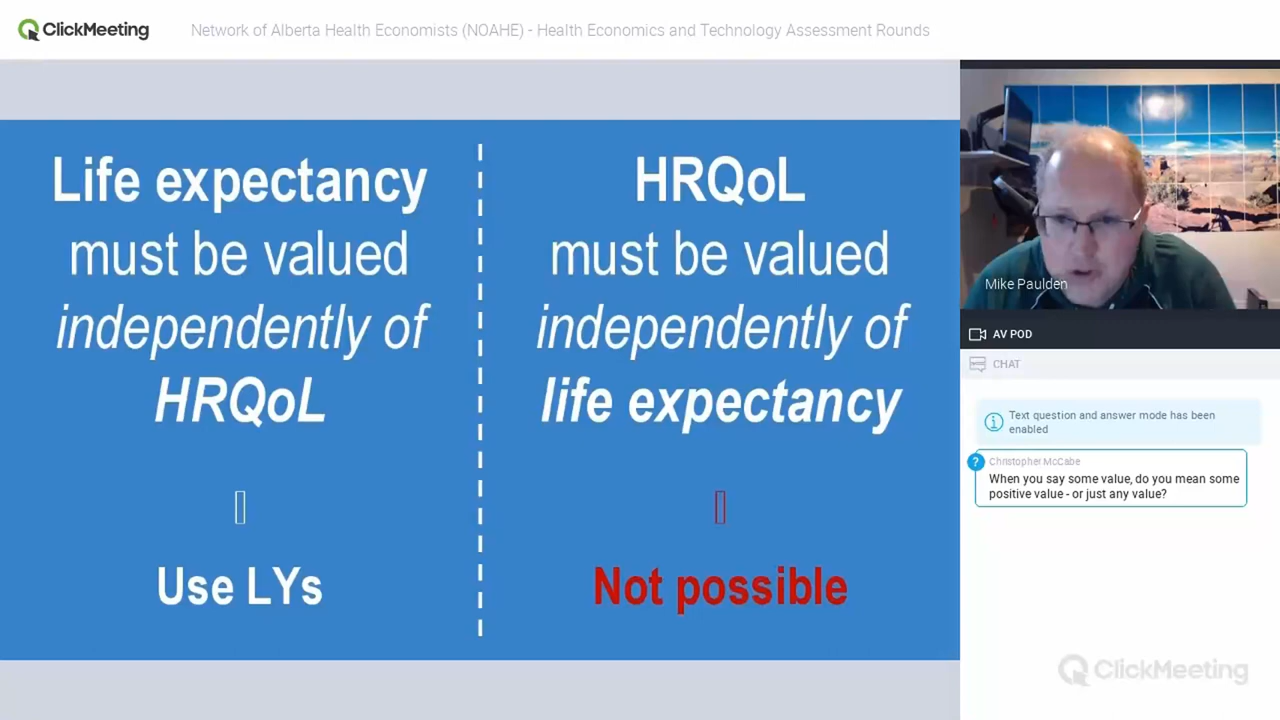 ClickMeeting
Network of Alberta Health Economists (NOAHE) - Health Economics and Technology Assessment Rounds
Life expectancy
must be valued
independently of
HRQoL
Use LYs
HRQoL
must be valued
independently of
life expectancy
Not possible
Mike Paulden
AV POD
CHAT
Text question and answer mode has been
enabled
?
Christopher McCabe
When you say some value, do you mean some
positive value - or just any value?
ClickMeeting